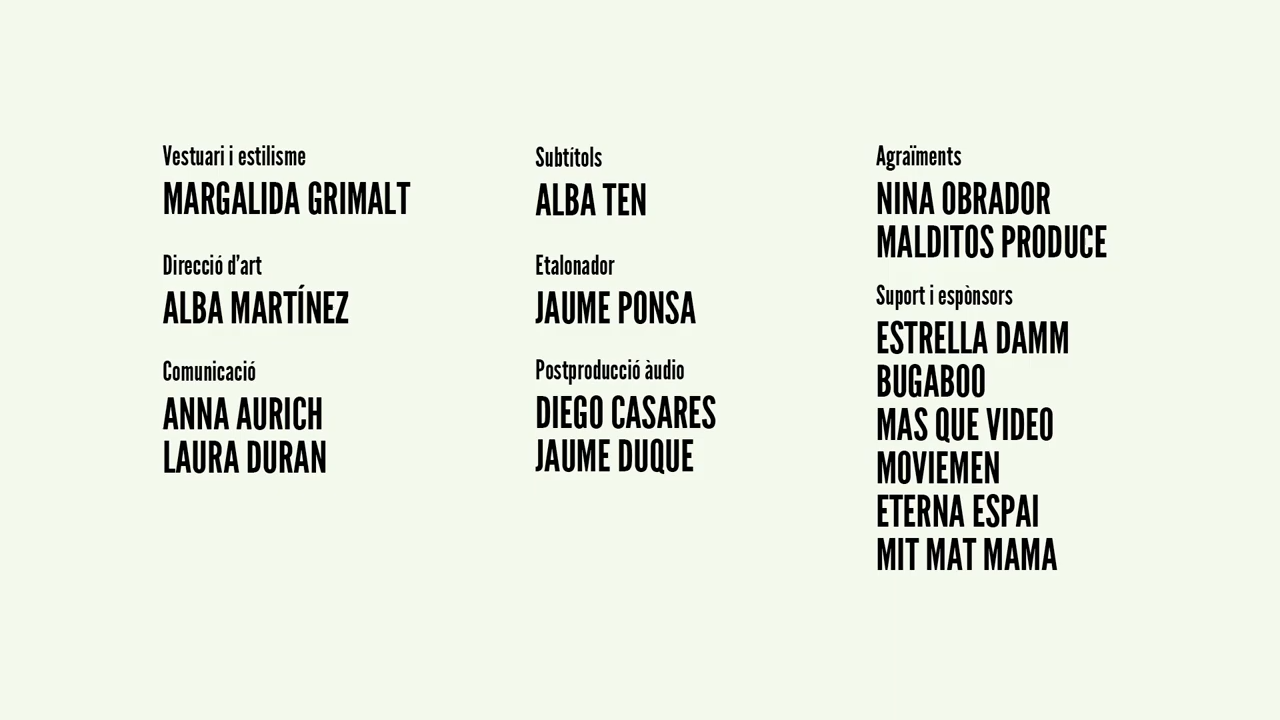 Vestuari i estilisme
MARGALIDA GRIMALT
Direcció d'art
ALBA MARTÍNEZ
Comunicació
ANNA AURICH
LAURA DURAN
Subtítols
ALBA TEN
Etalonador
JAUME PONSA
Postproducció àudio
DIEGO CASARES
JAUME DUQUE
Agraïments
NINA OBRADOR
MALDITOS PRODUCE
Suport i espònsors
ESTRELLA DAMM
BUGABOO
MAS QUE VIDEO
MOVIEMEN
ETERNA ESPAI
MIT MAT MAMA